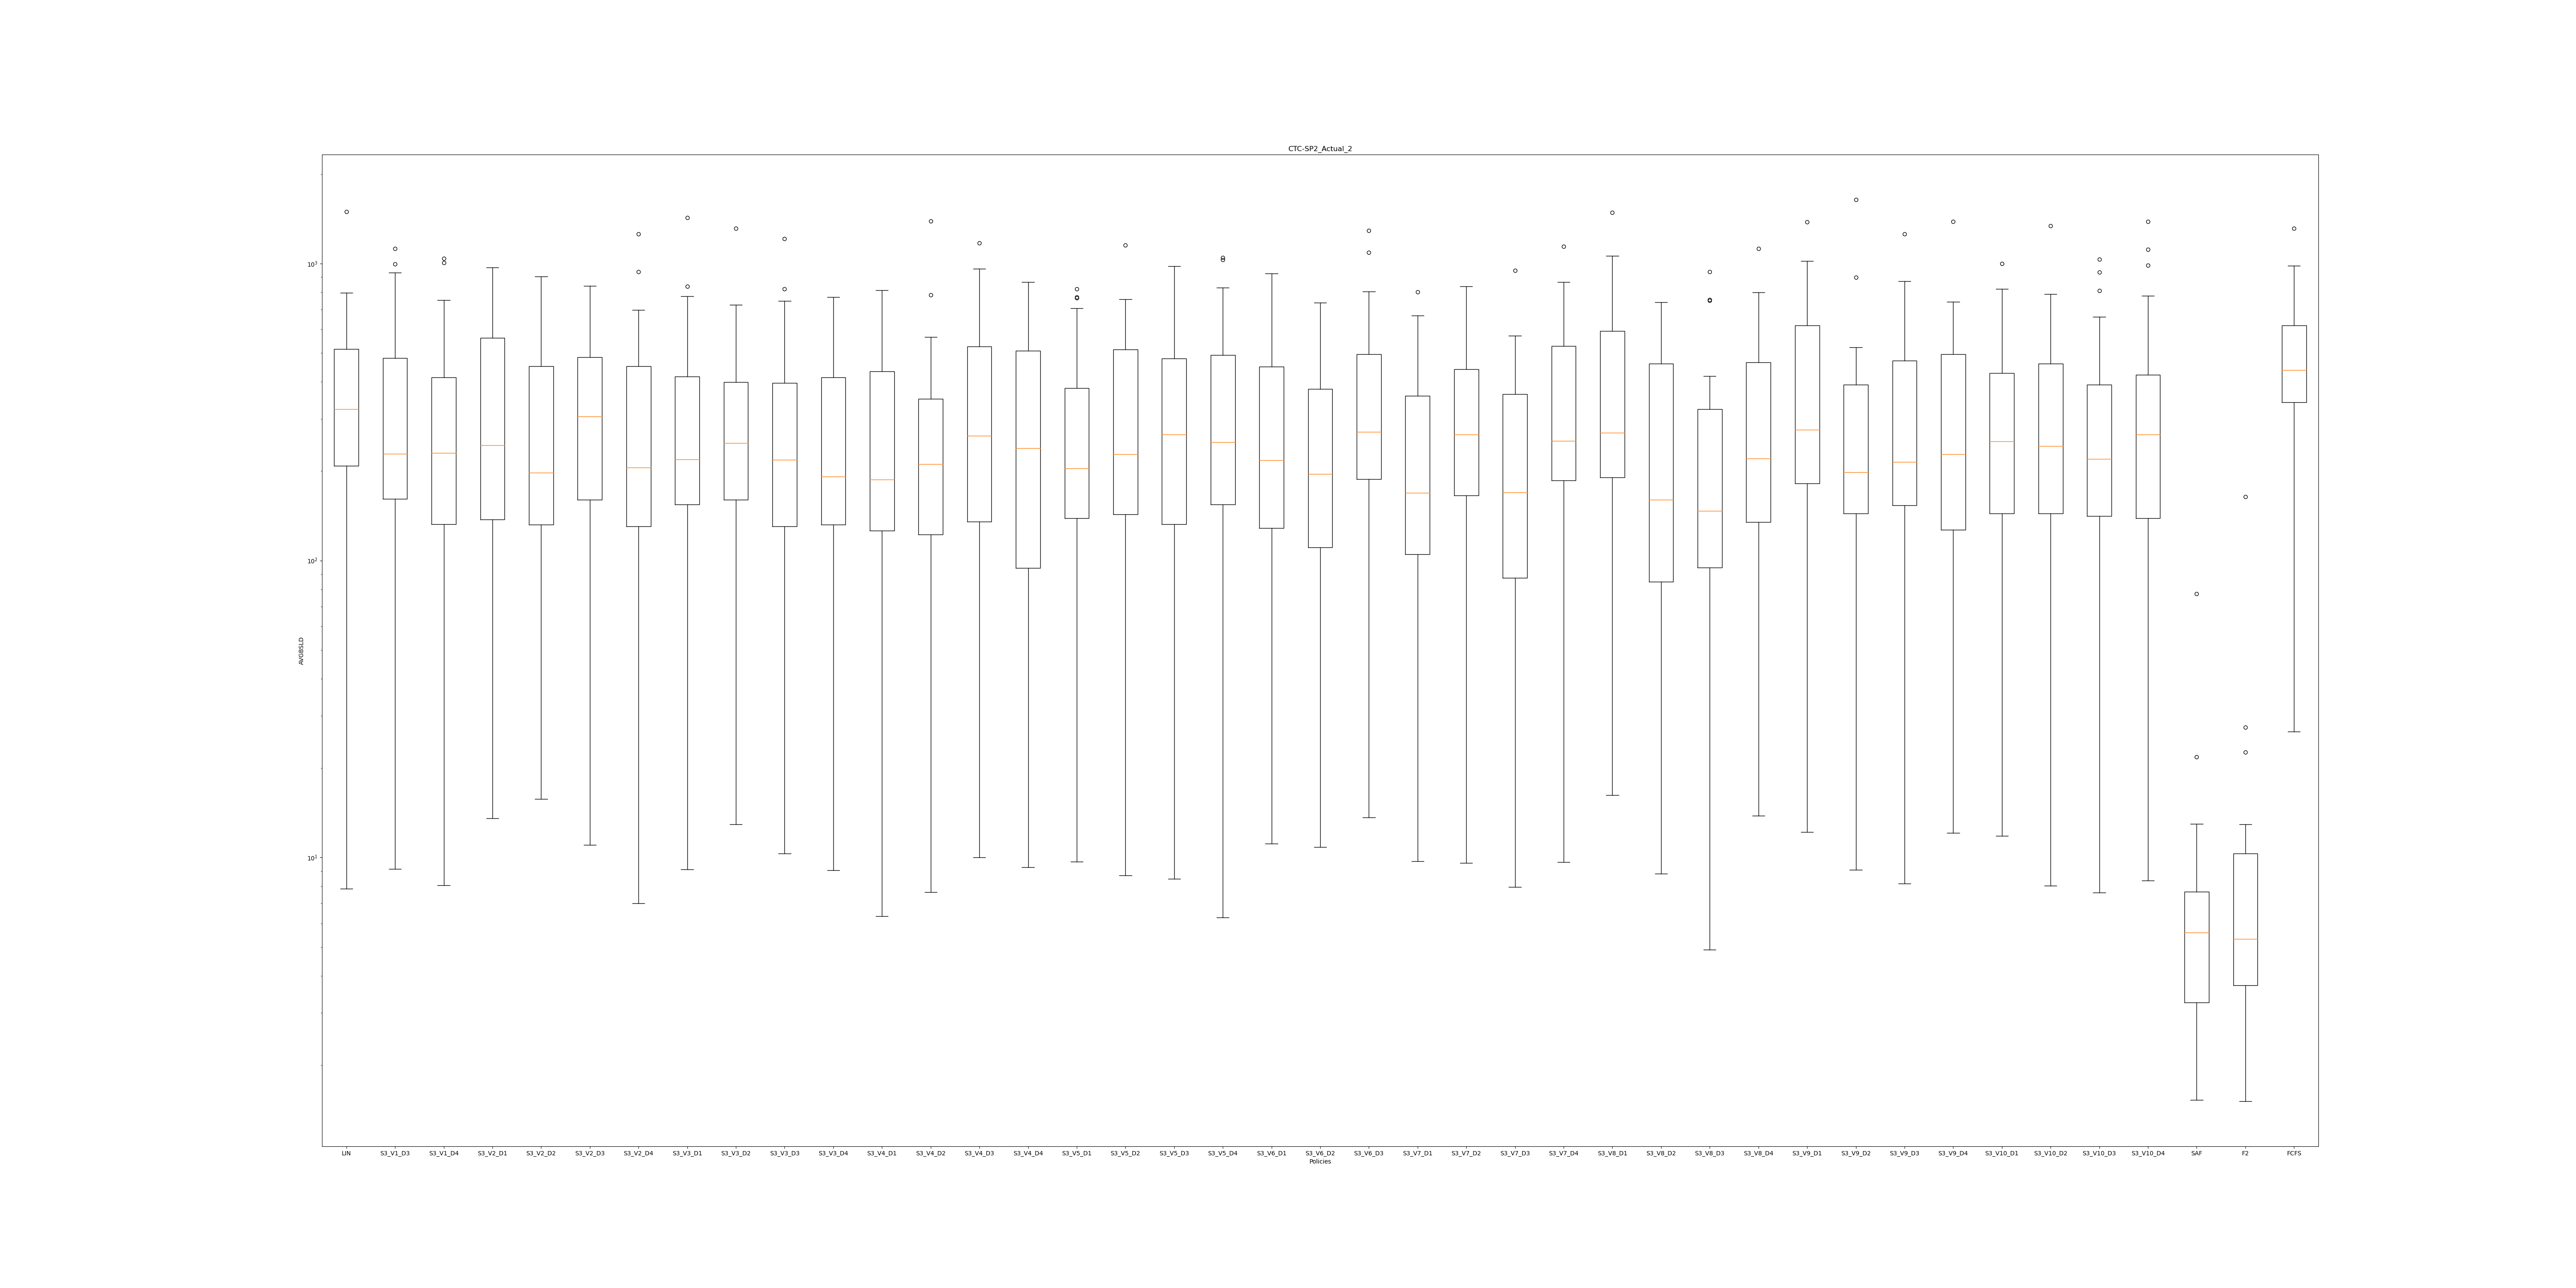 CTC-SP2_Actual_2
10³
10²
10¹
AVGBSLD
LIN S3_V1_D3 S3_V1_D4 S3_V2_D1 S3_V2_D2 S3_V2_D3 S3_V2_D4 S3_V3_D1 S3_V3_D2 S3_V3_D3 S3_V3_D4 S3_V4_D1 S3_V4_D2 S3_V4_D3 S3_V4_D4 S3_V5_D1 S3_V5_D2 S3_V5_D3 S3_V5_D4 S3_V6_D1 S3_V6_D2 S3_V6_D3 S3_V7_D1 S3_V7_D2 S3_V7_D3 S3_V7_D4 S3_V8_D1 S3_V8_D2 S3_V8_D3 S3_V8_D4 S3_V9_D1 S3_V9_D2 S3_V9_D3 S3_V9_D4 S3_V10_D1 S3_V10_D2 S3_V10_D3 S3_V10_D4 SAF F2 FCFS
Policies